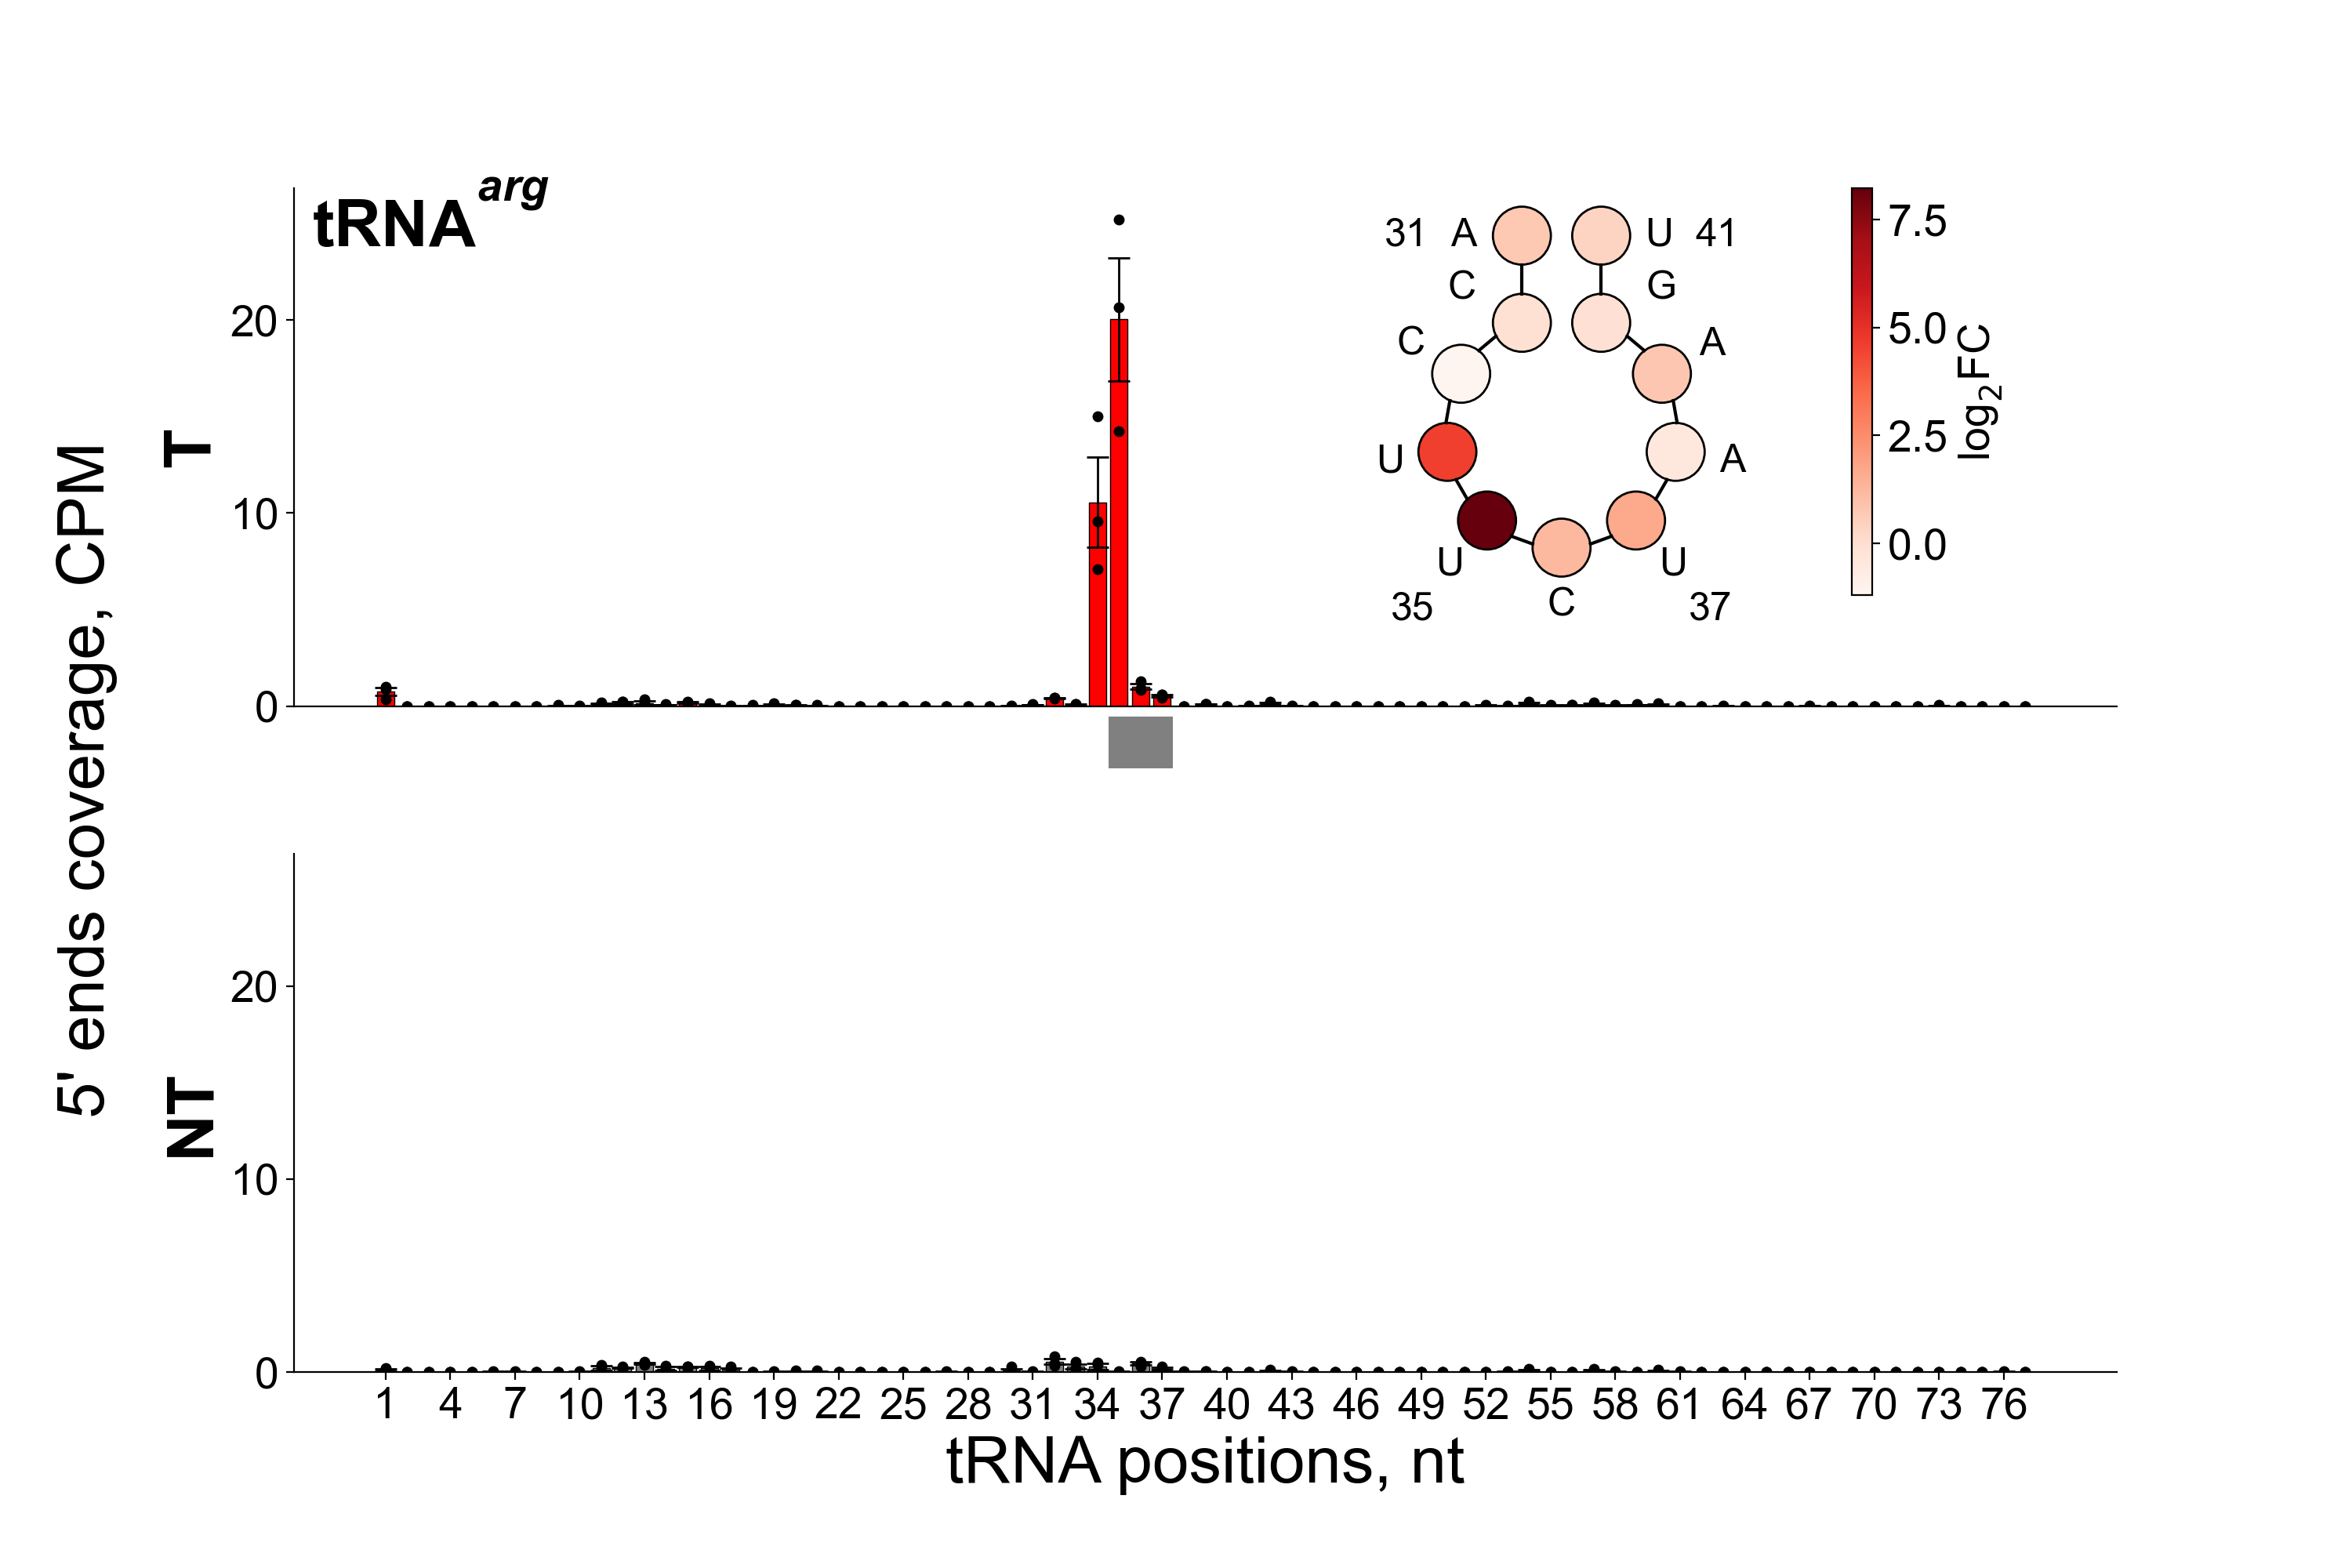 tRNA^arg
5' ends coverage, CPM
T
20
10
0
31 A U 41
C G
C A
U A
U U
C
35 37
7.5
5.0
2.5
0.0
log₂FC
NT
20
10
0
1 4 7 10 13 16 19 22 25 28 31 34 37 40 43 46 49 52 55 58 61 64 67 70 73 76
tRNA positions, nt